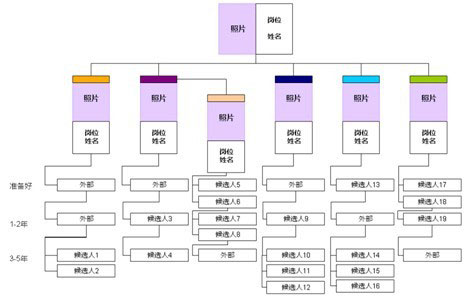 照片
岗位
姓名
照片
照片
照片
照片
照片
照片
岗位
姓名
岗位
姓名
岗位
姓名
岗位
姓名
岗位
姓名
岗位
姓名
准备好
外部
外部
候选人5
外部
候选人13
候选人17
候选人6
候选人18
1-2年
外部
候选人3
候选人7
候选人9
候选人14
候选人19
候选人8
3-5年
候选人1
候选人4
外部
候选人10
候选人14
外部
候选人2
候选人11
候选人15
候选人12
候选人16